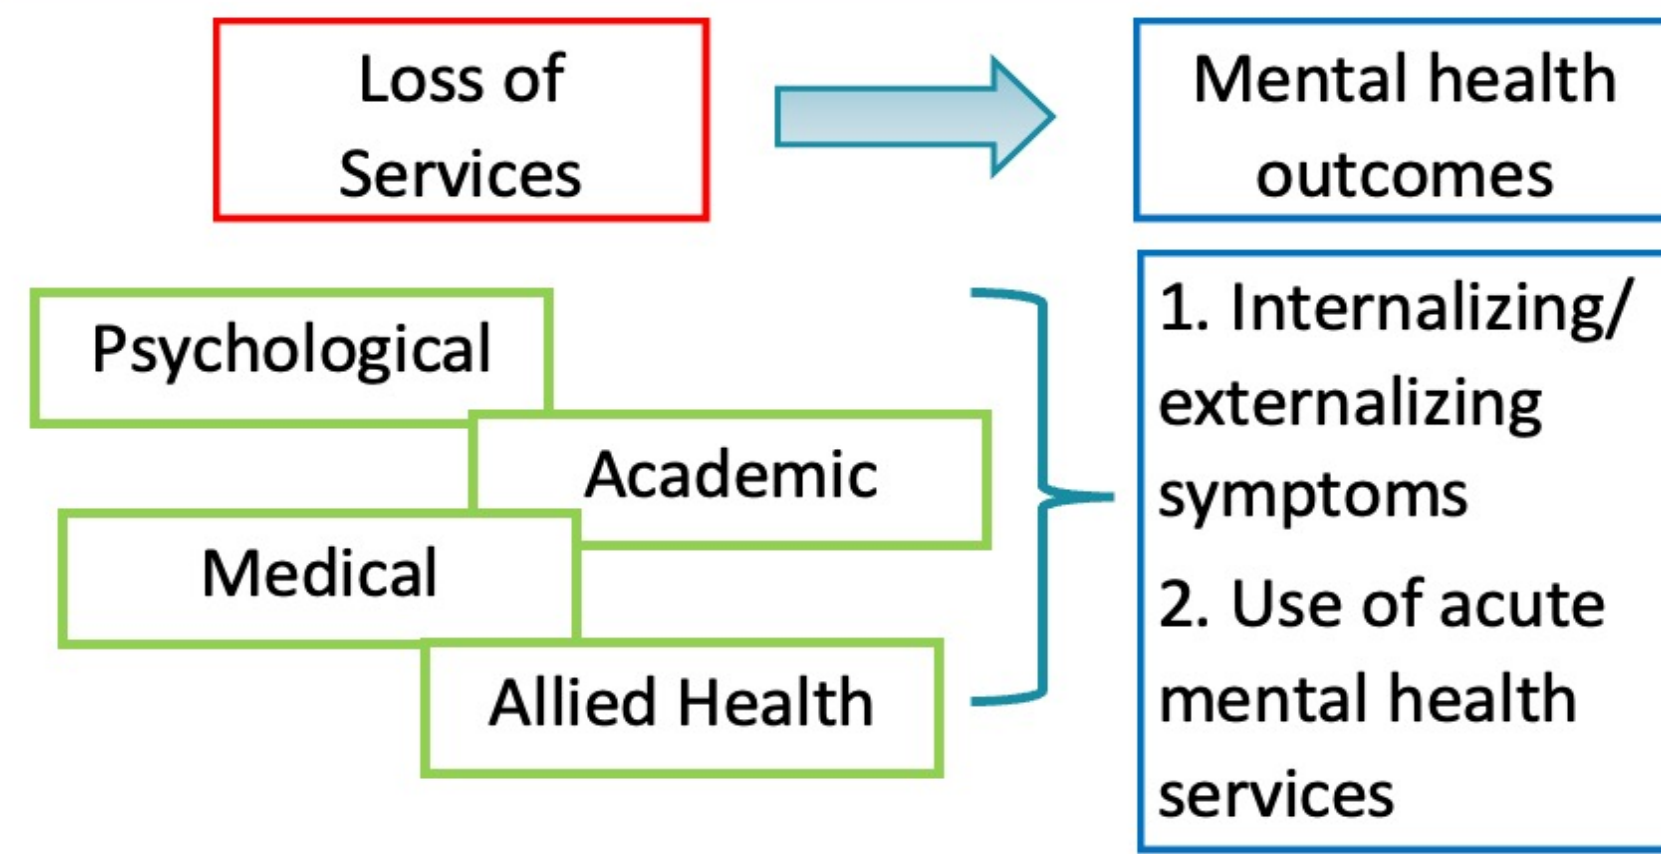 Loss of
Services
Mental health
outcomes
Psychological
Academic
Medical
Allied Health
1. Internalizing/
externalizing
symptoms
2. Use of acute
mental health
services